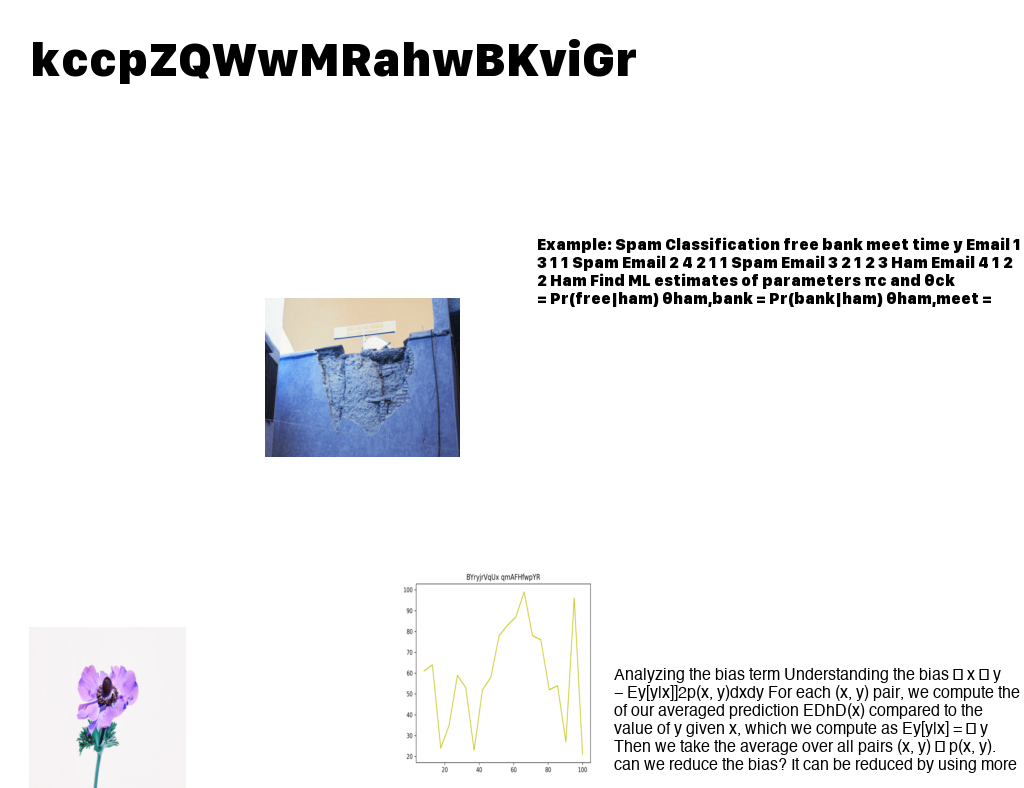 kccpZQWwMRahwBKviGr
Example: Spam Classification free bank meet time y Email 1
3 1 1 Spam Email 2 4 2 1 1 Spam Email 3 2 1 2 3 Ham Email 4 1 2
2 Ham Find ML estimates of parameters πc and θck
= Pr(free|ham) θham,bank = Pr(bank|ham) θham,meet =
BYryjrVqUx qmAFHfwpYR
100
90
80
70
60
50
40
30
20
20 40 60 80 100
Analyzing the bias term Understanding the bias □ x □ y
− Ey[y|x]]2p(x, y)dxdy For each (x, y) pair, we compute the
of our averaged prediction EDhD(x) compared to the
value of y given x, which we compute as Ey[y|x] = □ y
Then we take the average over all pairs (x, y) □ p(x, y).
can we reduce the bias? It can be reduced by using more